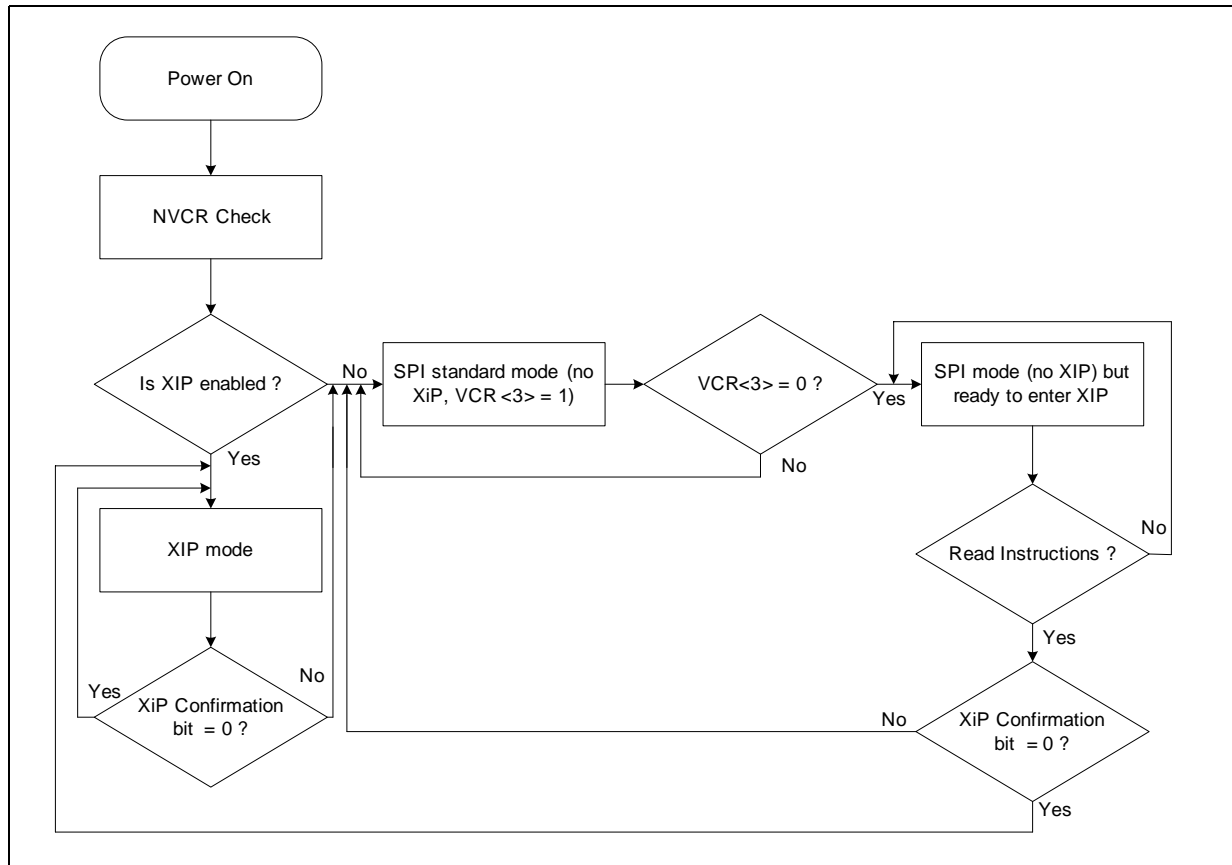 Power On
NVCR Check
Is XIP enabled ?
No
SPI standard mode (no
XiP, VCR <3> = 1)
VCR<3> = 0 ?
Yes
SPI mode (no XIP) but
ready to enter XIP
No
Yes
XIP mode
Read Instructions ?
No
Yes
Yes
XiP Confirmation
bit = 0 ?
No
No
XiP Confirmation
bit = 0 ?
Yes